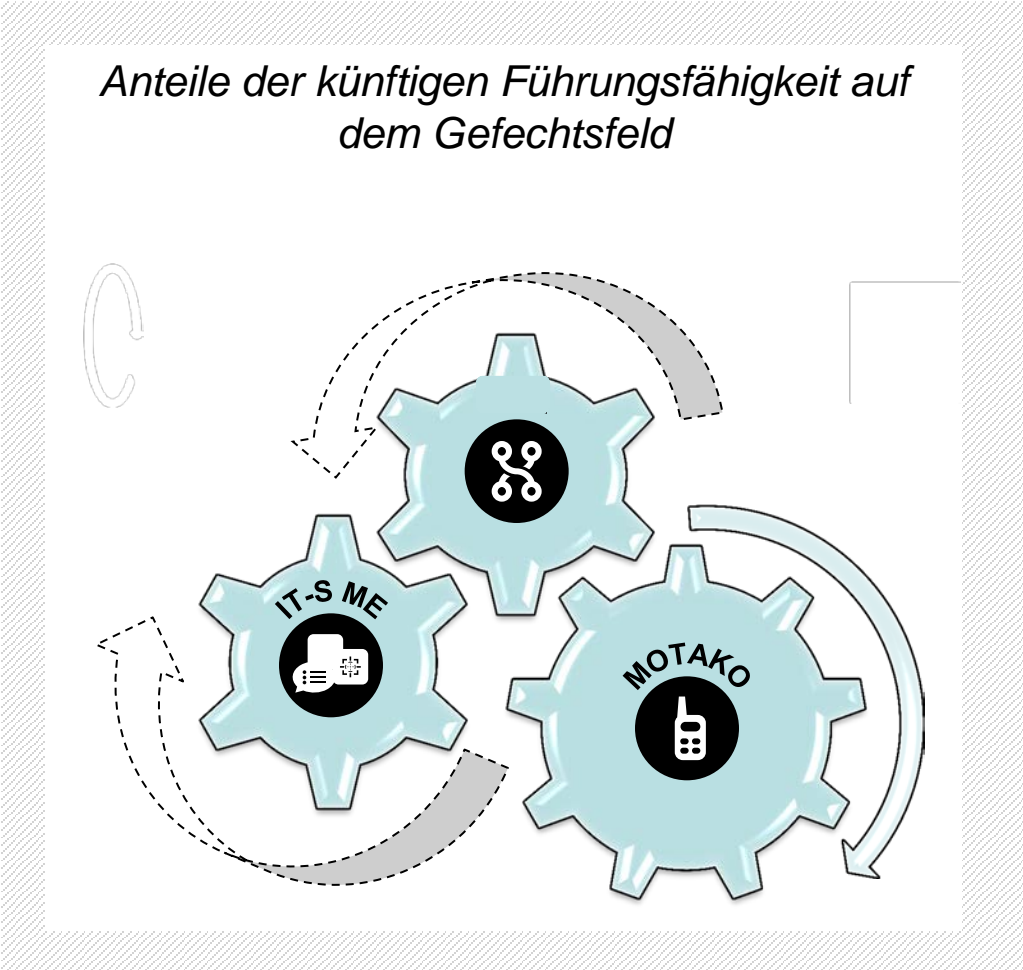 Anteile der künftigen Führungsfähigkeit auf
dem Gefechtsfeld
IT-S ME
MOTAKO